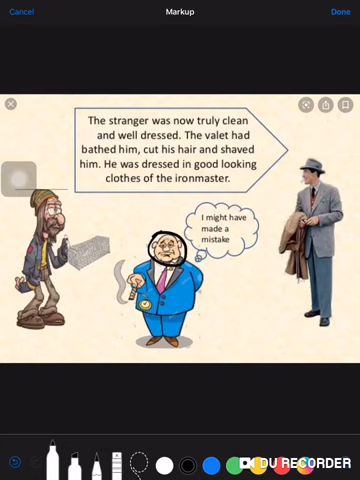 Cancel
Markup
Done
The stranger was now truly clean
and well dressed. The valet had
bathed him, cut his hair and shaved
him. He was dressed in good looking
clothes of the ironmaster.
I might have
made a
mistake
DU RECORDER